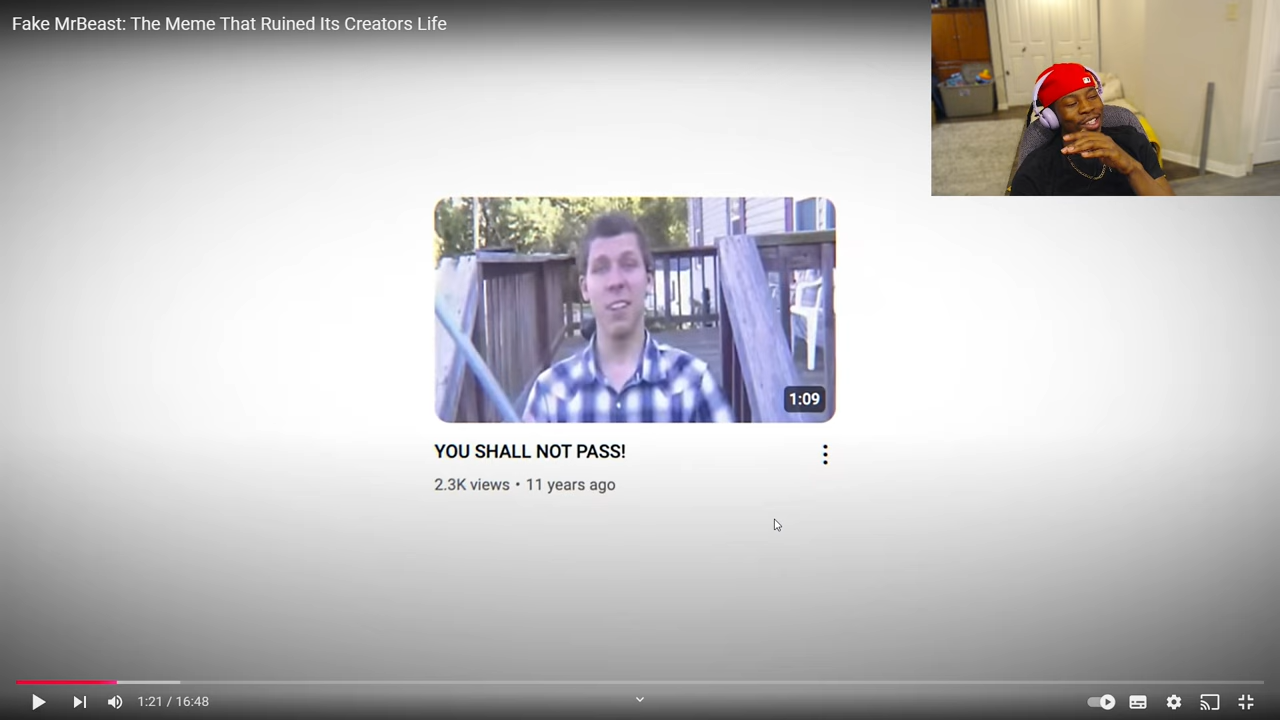 Fake MrBeast: The Meme That Ruined Its Creators Life
1:09
YOU SHALL NOT PASS!
2.3K views • 11 years ago
1:21 / 16:48